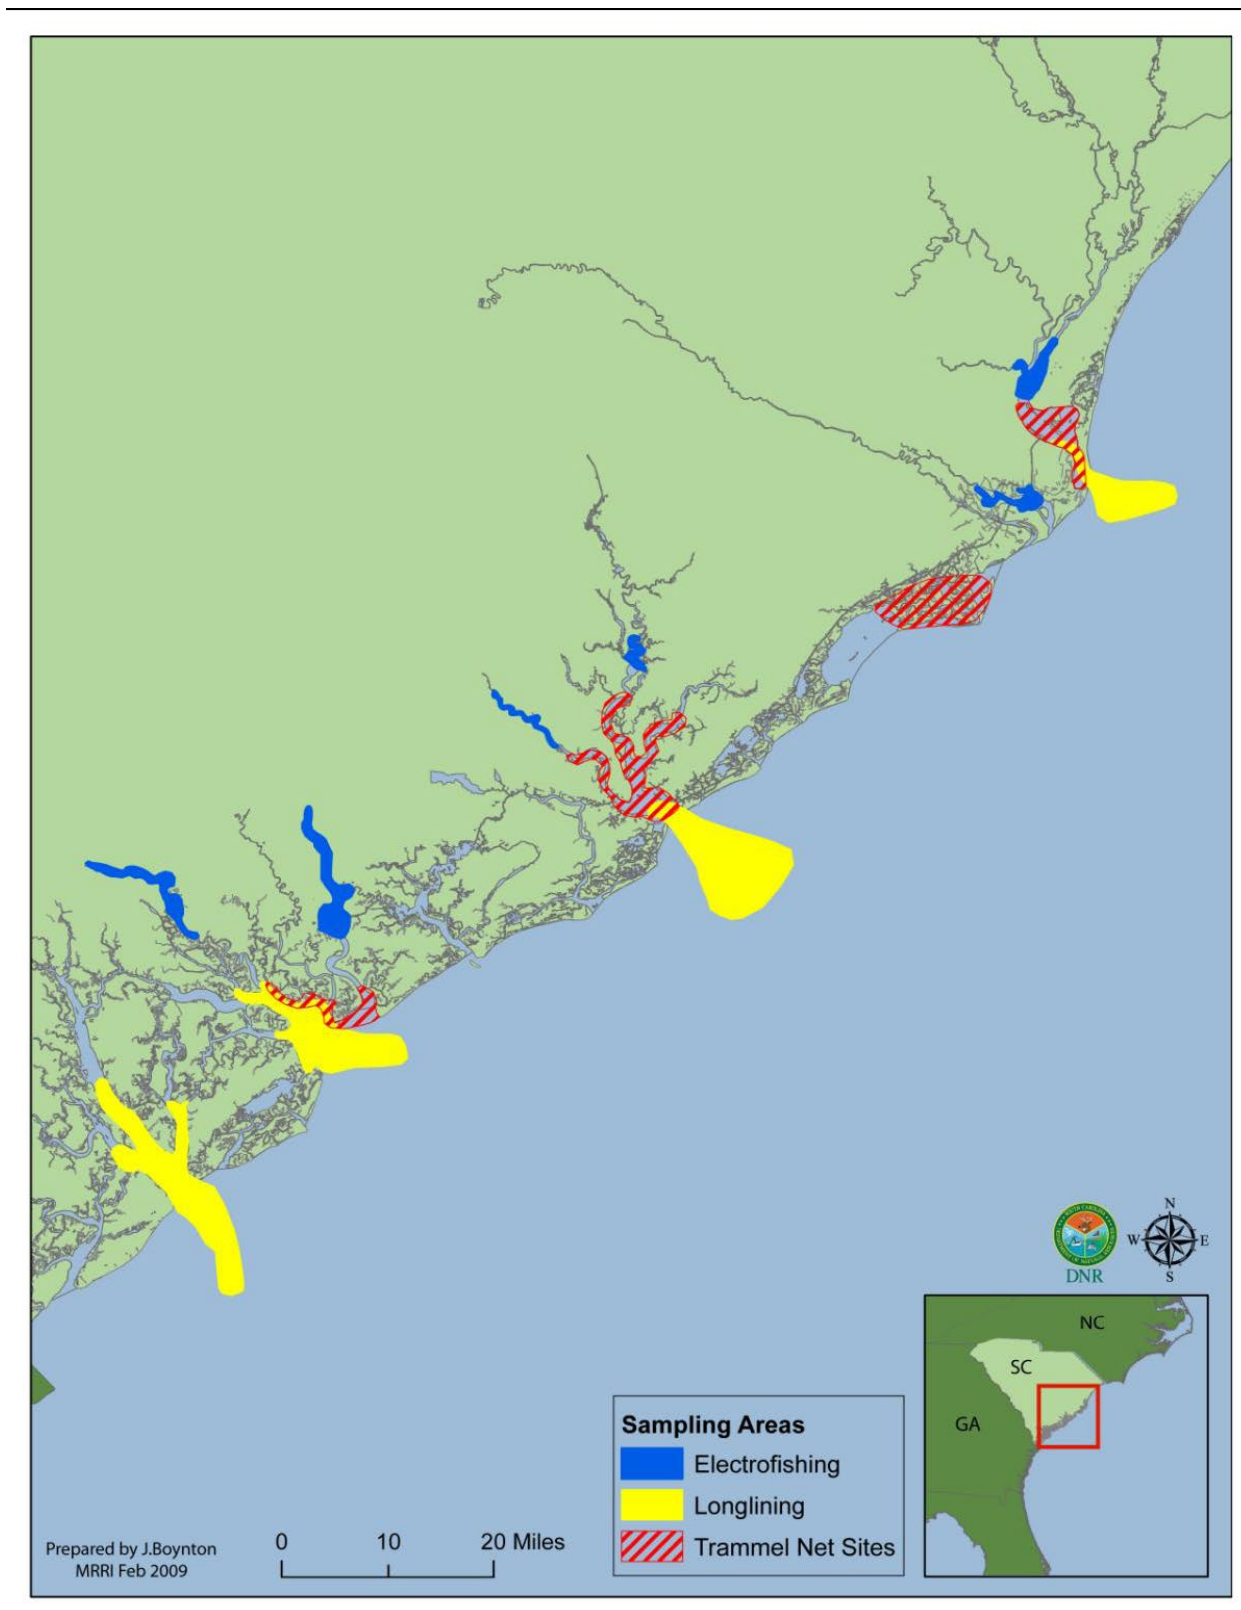 N
W E
S
DNR
NC
SC
GA
Sampling Areas
Electrofishing
Longlining
Trammel Net Sites
0 10 20 Miles
Prepared by J.Boynton
MRRI Feb 2009